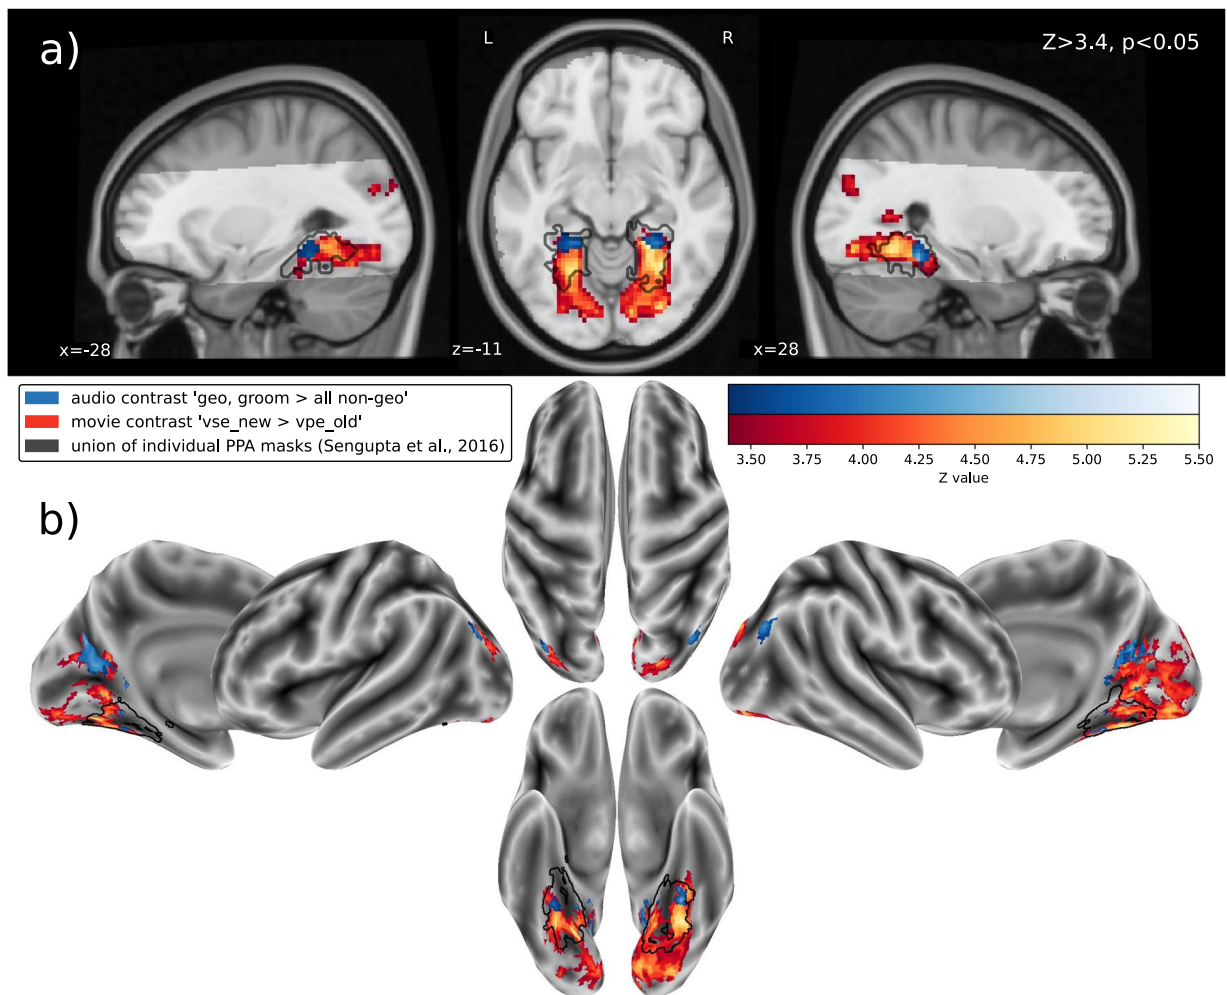 a)
L
R
Z>3.4, p<0.05
x=-28
z=-11
x=28
audio contrast 'geo, groom > all non-geo'
movie contrast 'vse_new > vpe_old'
union of individual PPA masks (Sengupta et al., 2016)
3.50 3.75 4.00 4.25 4.50 4.75 5.00 5.25 5.50
Z value
b)